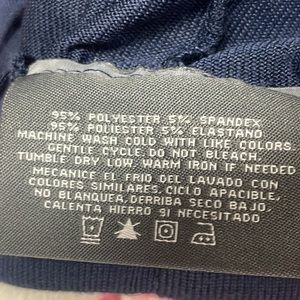 95% POLYESTER 5% SPANDEX
95% POLIESTER 5% ELASTANO
MACHINE WASH COLD WITH LIKE COLORS
GENTLE CYCLE DO NOT BLEACH.
TUMBLE DRY LOW. WARM IRON IF NEEDED
MECANICE EL FRIO DEL LAVADO CON
COLORES SIMILARES. CICLO APACIBLE,
NO BLANQUEA, DERRIBA SECO BAJO,
CALIENTA HIERRO SI NECESITADO